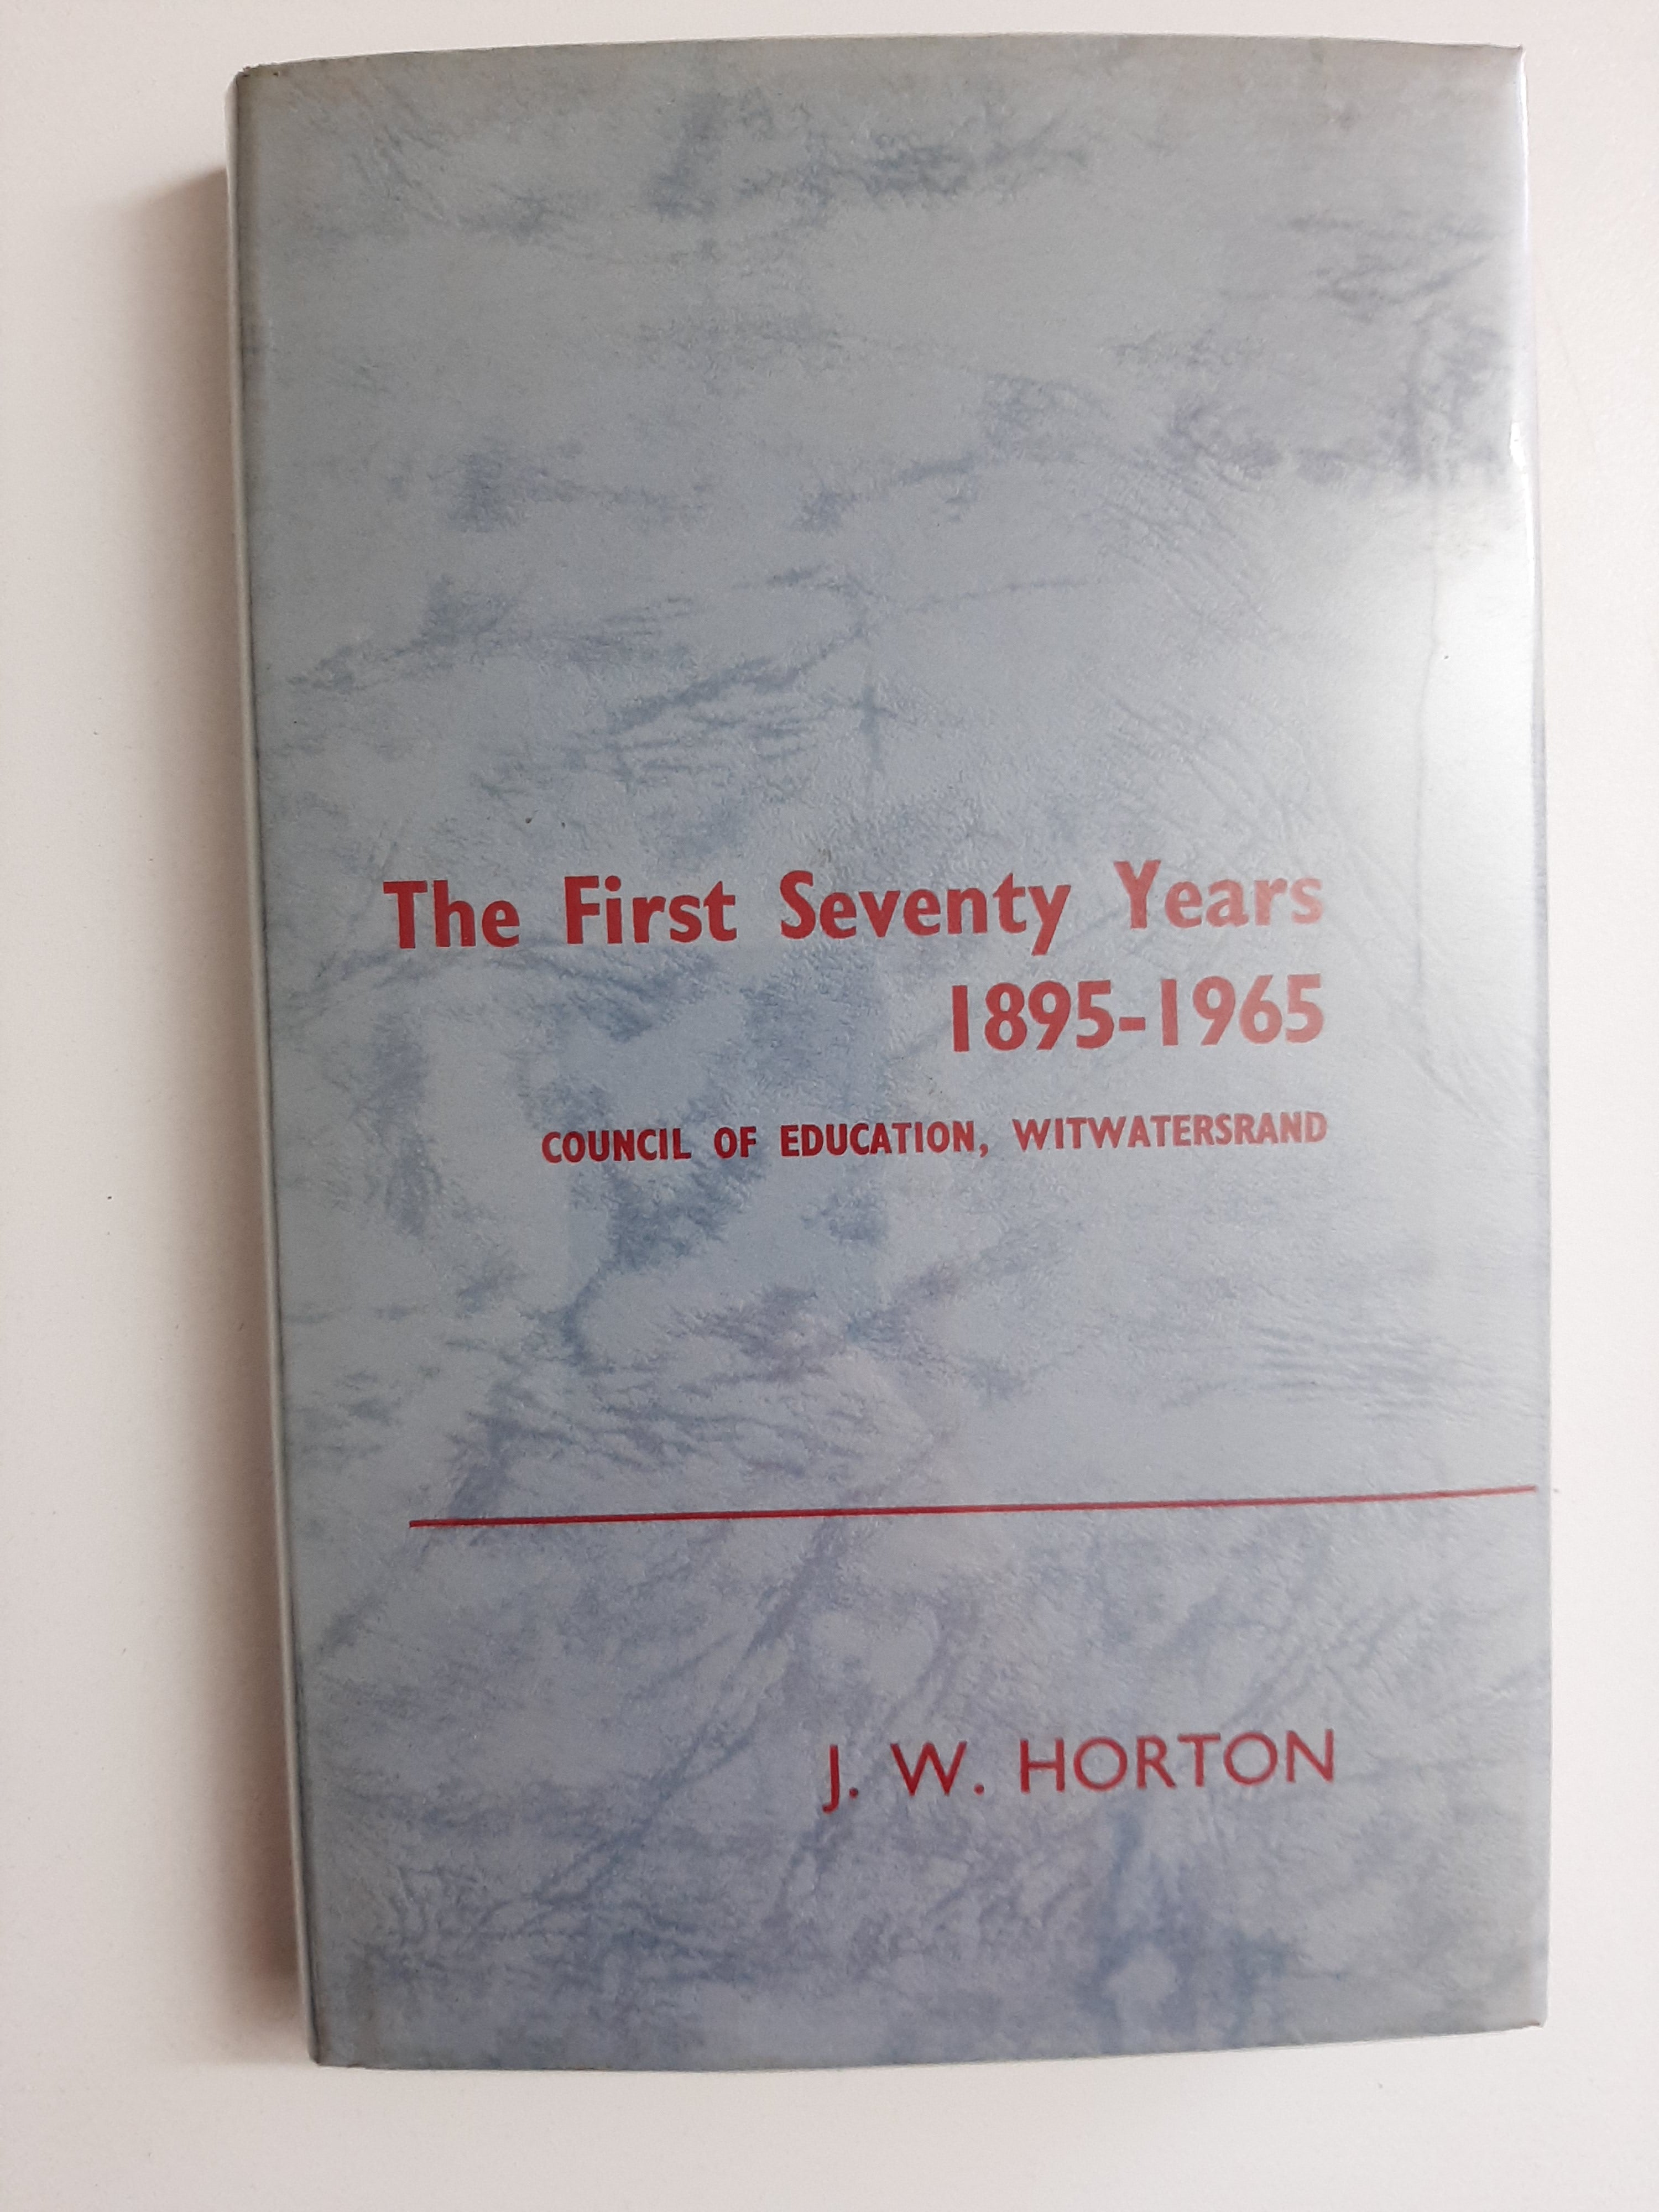 The First Seventy Years
1895-1965
COUNCIL OF EDUCATION, WITWATERSRAND
J. W. HORTON